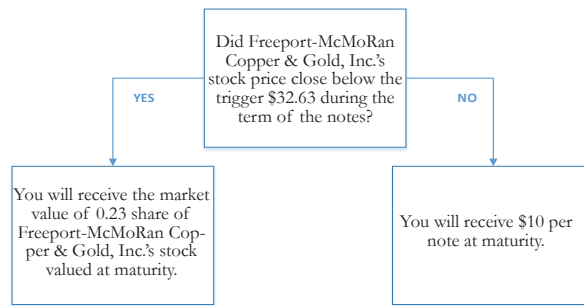 Did Freeport-McMoRan
Copper & Gold, Inc.'s
stock price close below the
trigger $32.63 during the
term of the notes?
YES
NO
You will receive the market
value of 0.23 share of
Freeport-McMoRan Cop-
per & Gold, Inc.'s stock
valued at maturity.
You will receive $10 per
note at maturity.